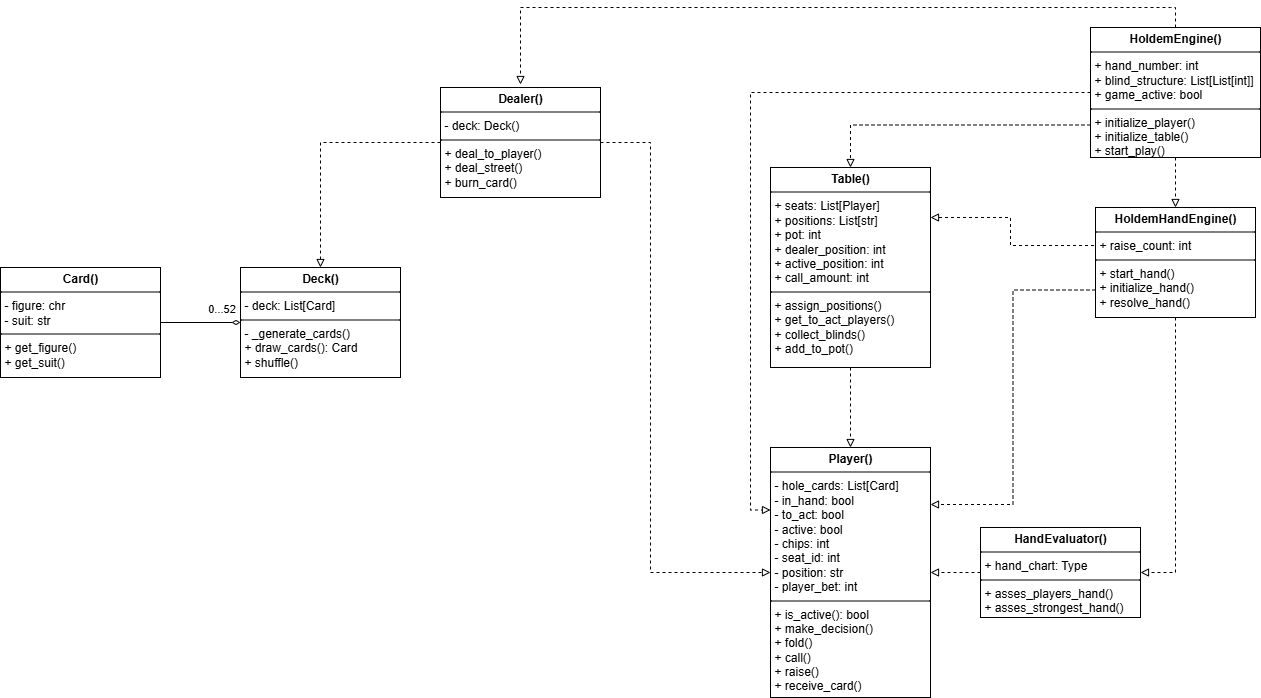 HoldemEngine()
+ hand_number: int
+ blind_structure: List[List[int]]
+ game_active: bool
+ initialize_player()
+ initialize_table()
+ start_play()
Dealer()
- deck: Deck()
+ deal_to_player()
+ deal_street()
+ burn_card()
Table()
+ seats: List[Player]
+ positions: List[str]
+ pot: int
+ dealer_position: int
+ active_position: int
+ call_amount: int
+ assign_positions()
+ get_to_act_players()
+ collect_blinds()
+ add_to_pot()
HoldemHandEngine()
+ raise_count: int
+ start_hand()
+ initialize_hand()
+ resolve_hand()
Card()
- figure: chr
- suit: str
+ get_figure()
+ get_suit()
0...52
Deck()
- deck: List[Card]
- _generate_cards()
+ draw_cards(): Card
+ shuffle()
Player()
- hole_cards: List[Card]
- in_hand: bool
- to_act: bool
- active: bool
- chips: int
- seat_id: int
- position: str
- player_bet: int
+ is_active(): bool
+ make_decision()
+ fold()
+ call()
+ raise()
+ receive_card()
HandEvaluator()
+ hand_chart: Type
+ asses_players_hand()
+ asses_strongest_hand()